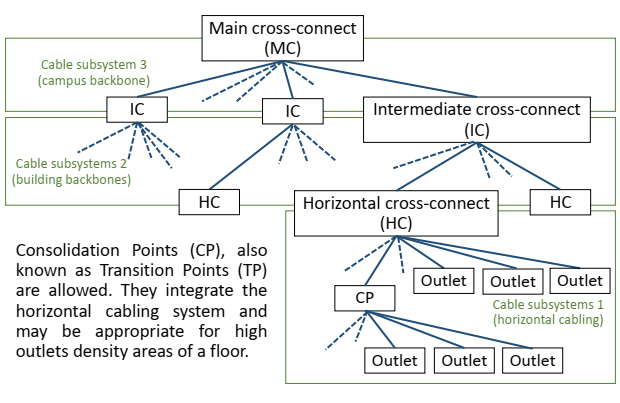 Main cross-connect
(MC)
Cable subsystem 3
(campus backbone)
IC
IC
Intermediate cross-connect
(IC)
Cable subsystems 2
(building backbones)
HC
Horizontal cross-connect
(HC)
HC
Consolidation Points (CP), also
known as Transition Points (TP)
are allowed. They integrate the
horizontal cabling system and
may be appropriate for high
outlets density areas of a floor.
Outlet
Outlet
Outlet
CP
Cable subsystems 1
(horizontal cabling)
Outlet
Outlet
Outlet